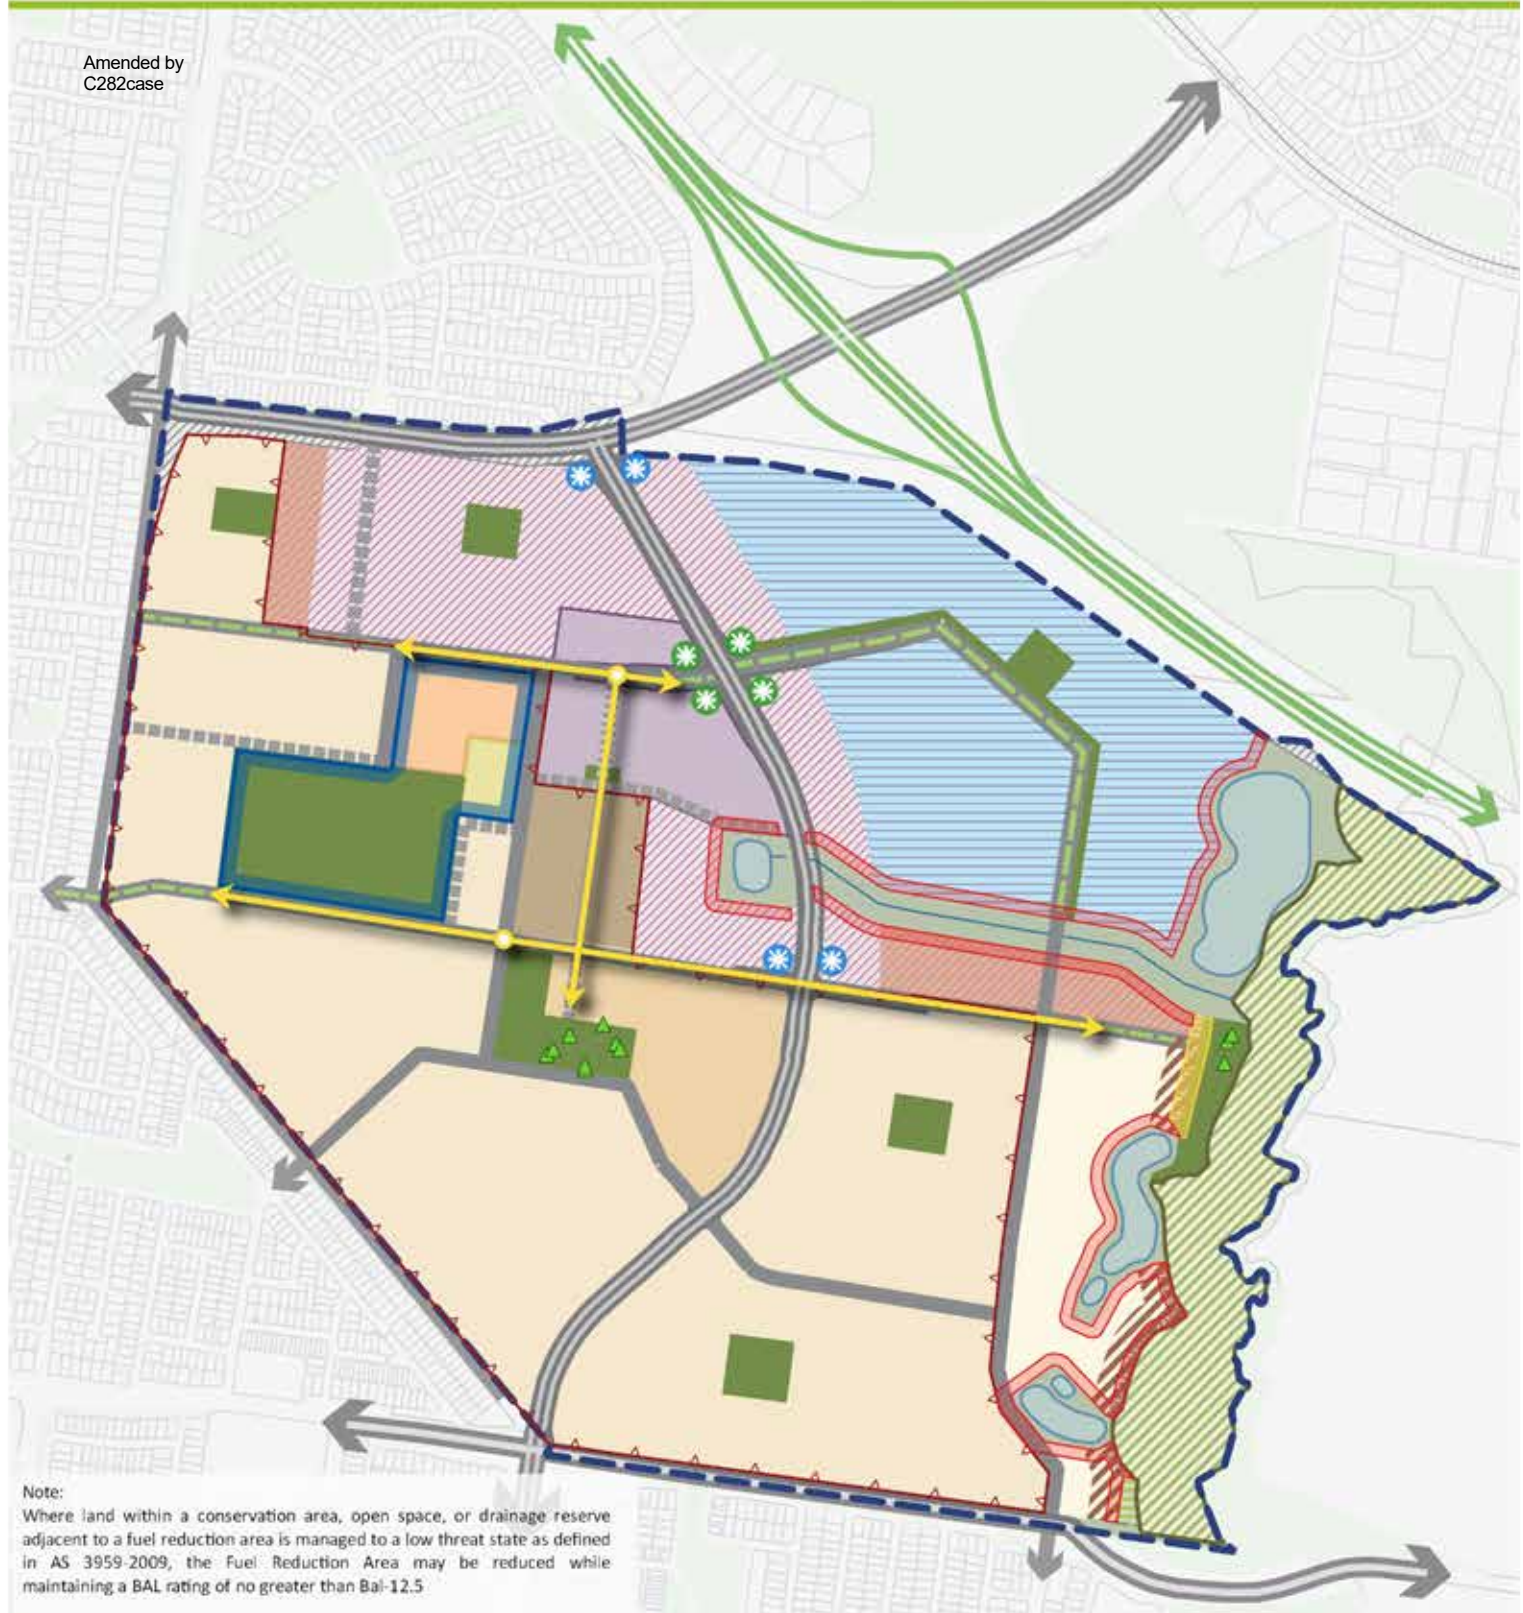 Amended by
C282case
Note:
Where land within a conservation area, open space, or drainage reserve
adjacent to a fuel reduction area is managed to a low threat state as defined
in AS 3959-2009, the Fuel Reduction Area may be reduced while
maintaining a BAL rating of no greater than Bal-12.5